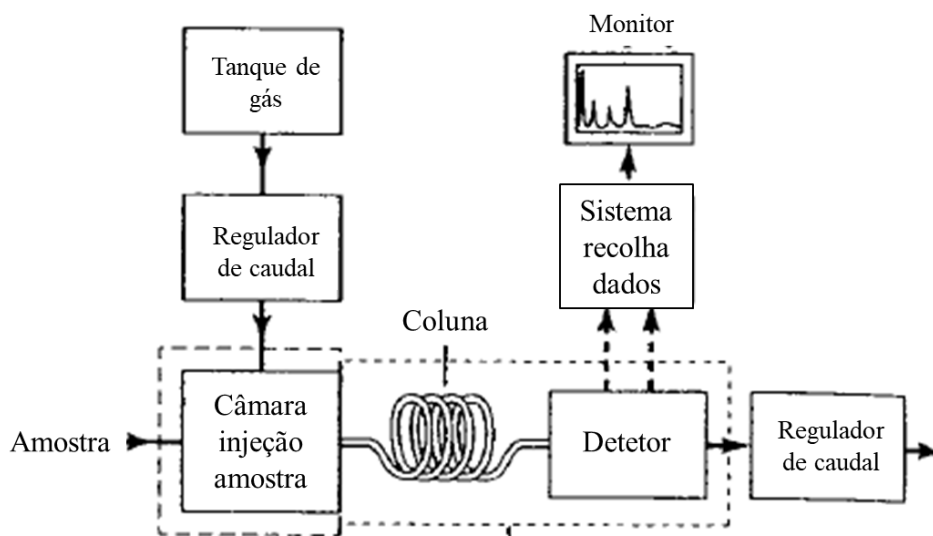 Monitor
Tanque de
gás
Regulador
de caudal
Sistema
recolha
dados
Coluna
Amostra
Câmara
injeção
amostra
Detetor
Regulador
de caudal